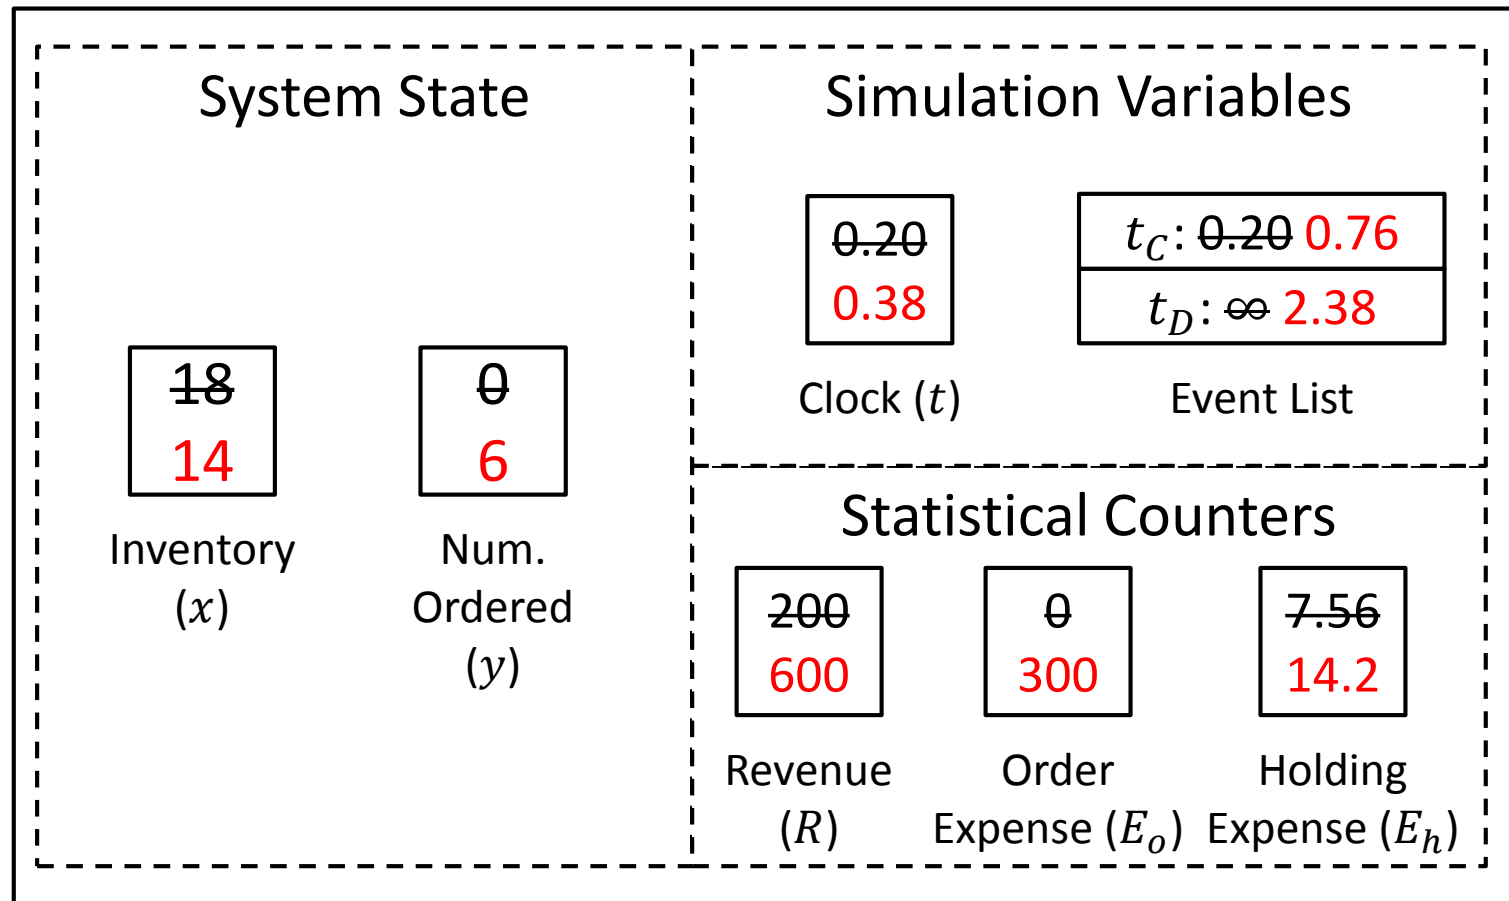 System State
18
14
Inventory
(x)
0
6
Num.
Ordered
(y)
Simulation Variables
0.20
0.38
Clock (t)
t_C: 0.20 0.76
t_D: ∞ 2.38
Event List
Statistical Counters
200
600
Revenue
(R)
0
300
Order
Expense (E_o)
7.56
14.2
Holding
Expense (E_h)